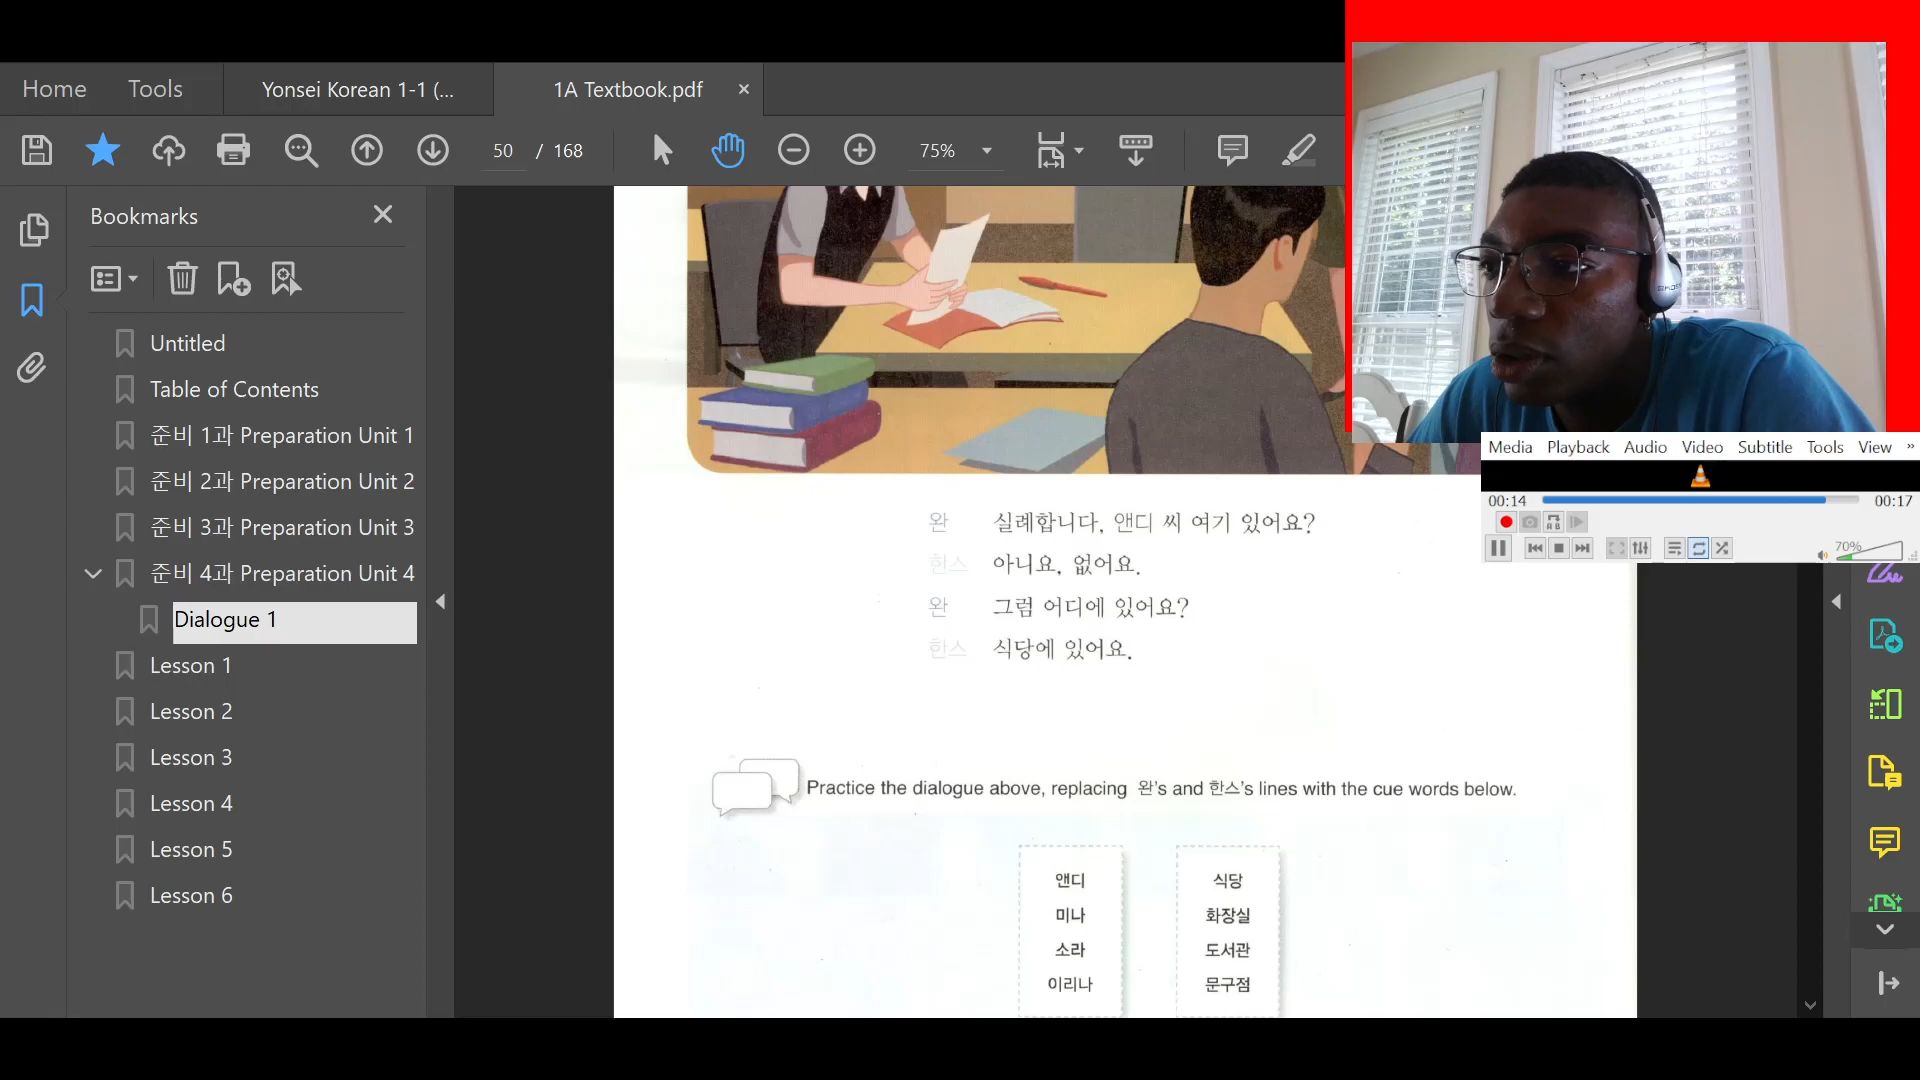 Home Tools Yonsei Korean 1-1 (... 1A Textbook.pdf
50 / 168 75%
Bookmarks
Untitled
Table of Contents
준비 1과 Preparation Unit 1
준비 2과 Preparation Unit 2
준비 3과 Preparation Unit 3
준비 4과 Preparation Unit 4
Dialogue 1
Lesson 1
Lesson 2
Lesson 3
Lesson 4
Lesson 5
Lesson 6
완 실례합니다, 앤디 씨 여기 있어요?
한스 아니요, 없어요.
완 그럼 어디에 있어요?
한스 식당에 있어요.
Practice the dialogue above, replacing 완's and 한스's lines with the cue words below.
앤디
미나
소라
이리나
식당
화장실
도서관
문구점
Media Playback Audio Video Subtitle Tools View »
00:14 00:17
70%